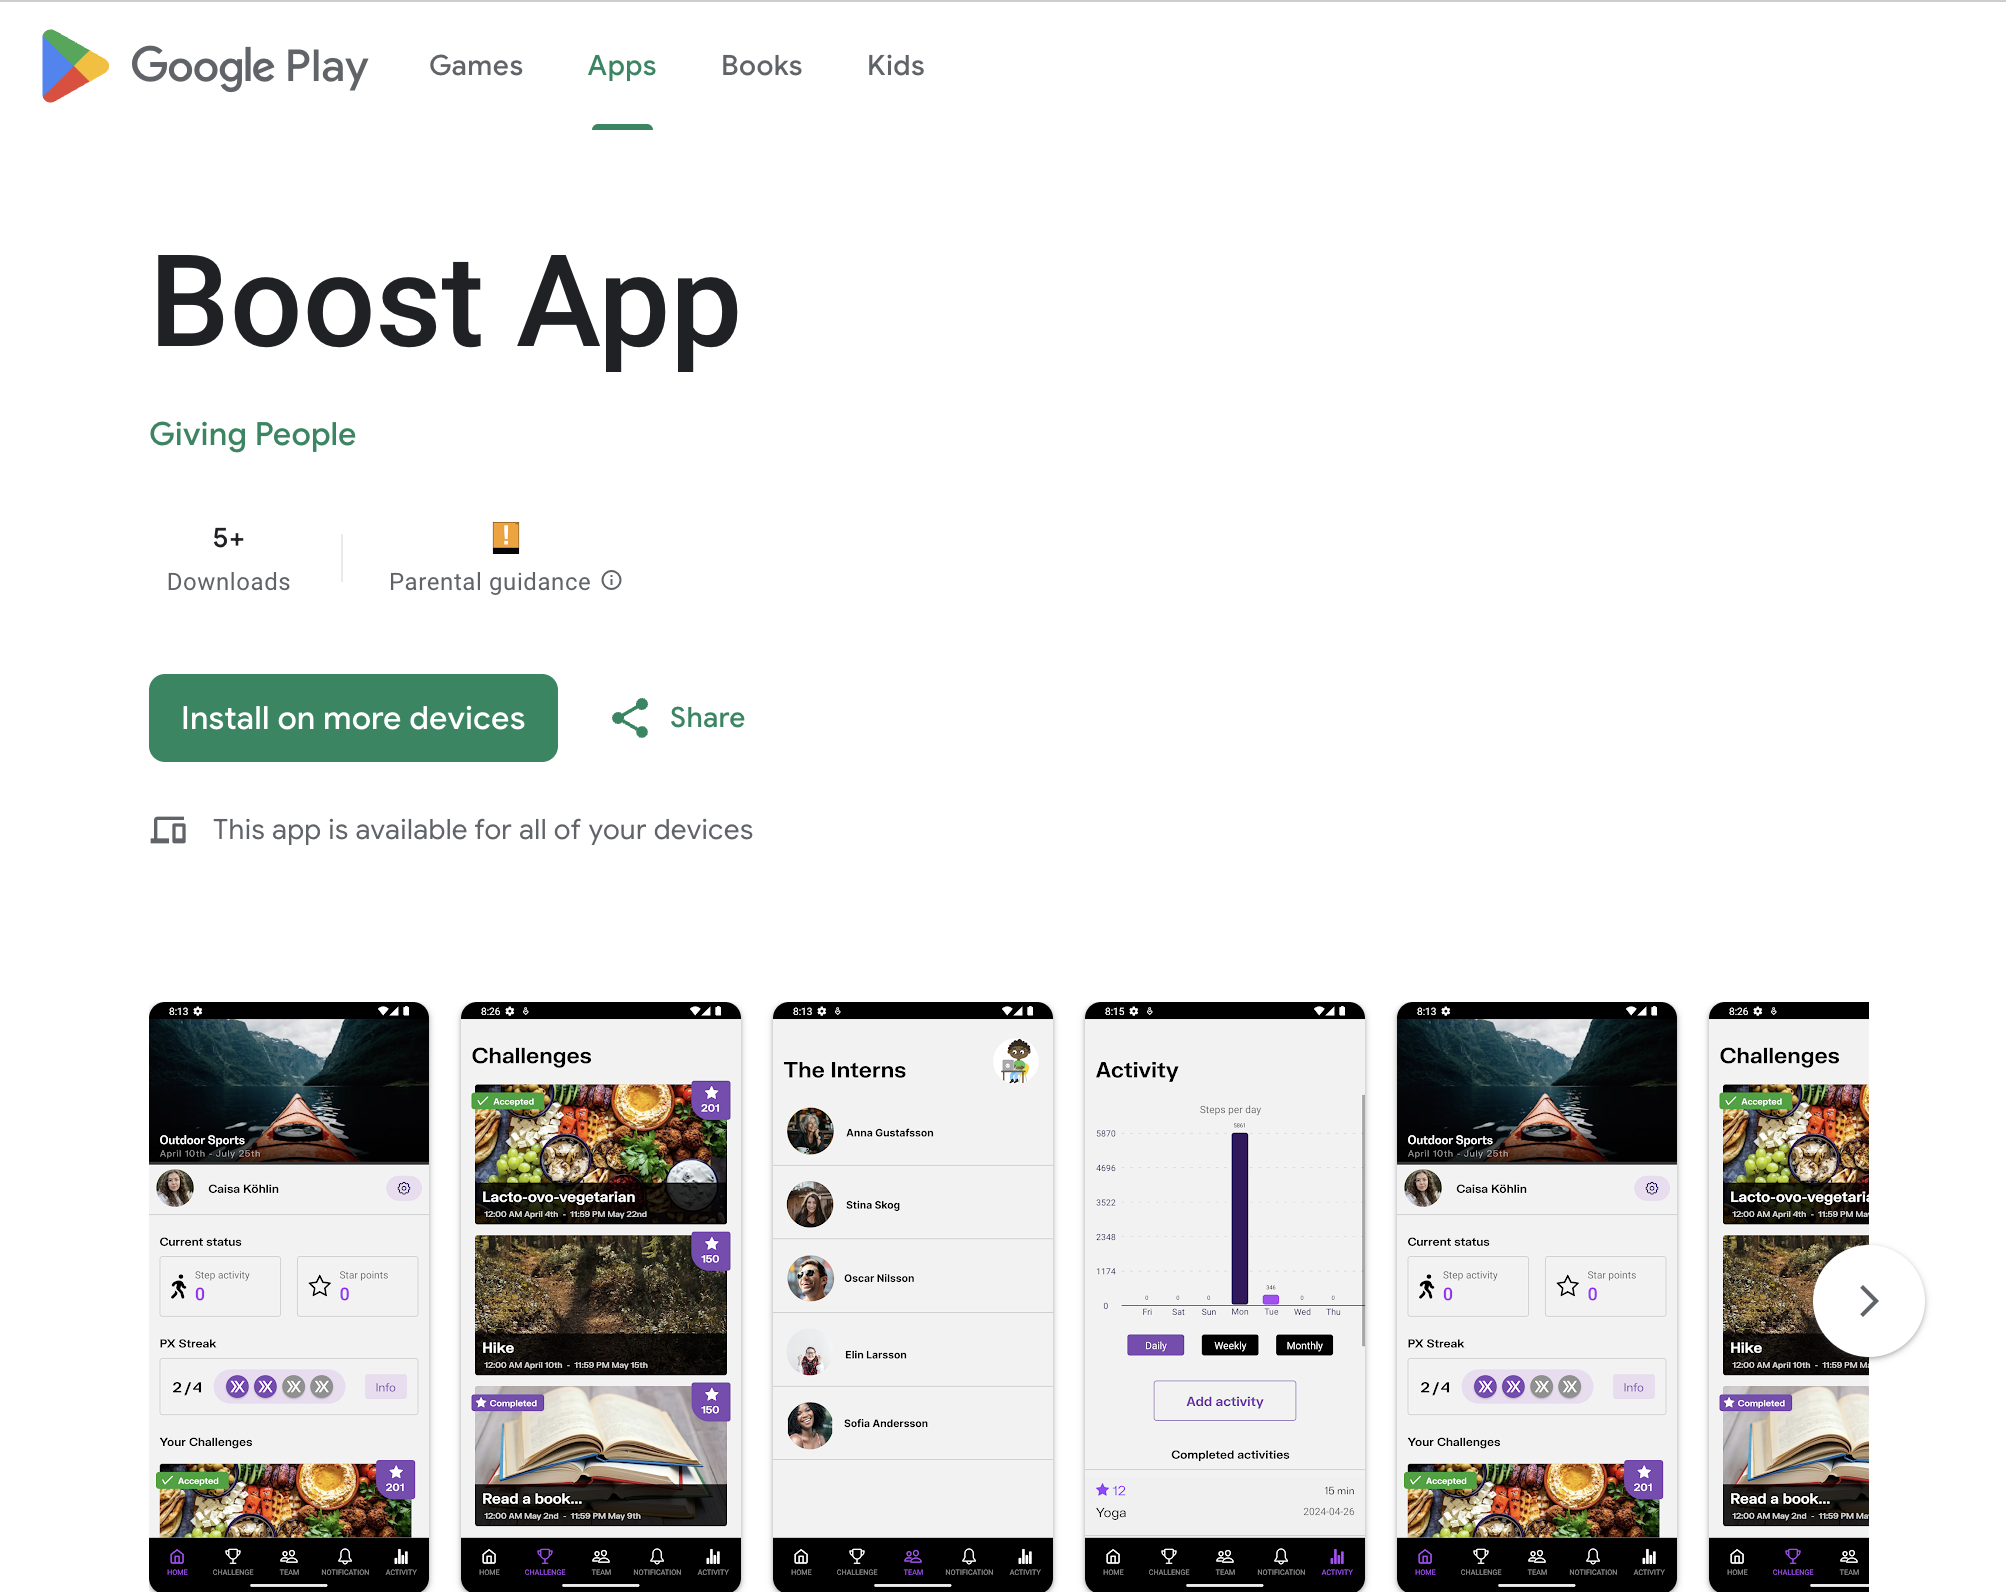 Google Play Games Apps Books Kids
Boost App
Giving People
5+
Downloads
Parental guidance
Install on more devices
Share
This app is available for all of your devices
8:13
Outdoor Sports
April 10th - July 25th
Caisa Köhlin
Current status
Step activity
0
Star points
0
PX Streak
2/4
Info
Your Challenges
Accepted
201
HOME CHALLENGE TEAM NOTIFICATION ACTIVITY
8:26
Challenges
Accepted
201
Lacto-ovo-vegetarian
12:00 AM April 4th - 11:59 PM May 22nd
150
Hike
12:00 AM April 10th - 11:59 PM May 15th
Completed
150
Read a book...
12:00 AM May 2nd - 11:59 PM May 9th
HOME CHALLENGE TEAM NOTIFICATION ACTIVITY
8:13
The Interns
Anna Gustafsson
Stina Skog
Oscar Nilsson
Elin Larsson
Sofia Andersson
HOME CHALLENGE TEAM NOTIFICATION ACTIVITY
8:15
Activity
Steps per day
5861
5870
4696
3522
2348
1174
346
0 0 0 0 0
0
Fri Sat Sun Mon Tue Wed Thu
Daily Weekly Monthly
Add activity
Completed activities
12
15 min
Yoga
2024-04-26
HOME CHALLENGE TEAM NOTIFICATION ACTIVITY
8:13
Outdoor Sports
April 10th - July 25th
Caisa Köhlin
Current status
Step activity
0
Star points
0
PX Streak
2/4
Info
Your Challenges
Accepted
201
HOME CHALLENGE TEAM NOTIFICATION ACTIVITY
8:26
Challenges
Accepted
Lacto-ovo-vegetaria
12:00 AM April 4th - 11:59 PM May
Hike
12:00 AM April 10th - 11:59 PM Ma
Completed
Read a book...
12:00 AM May 2nd - 11:59 PM Ma
HOME CHALLENGE TEAM